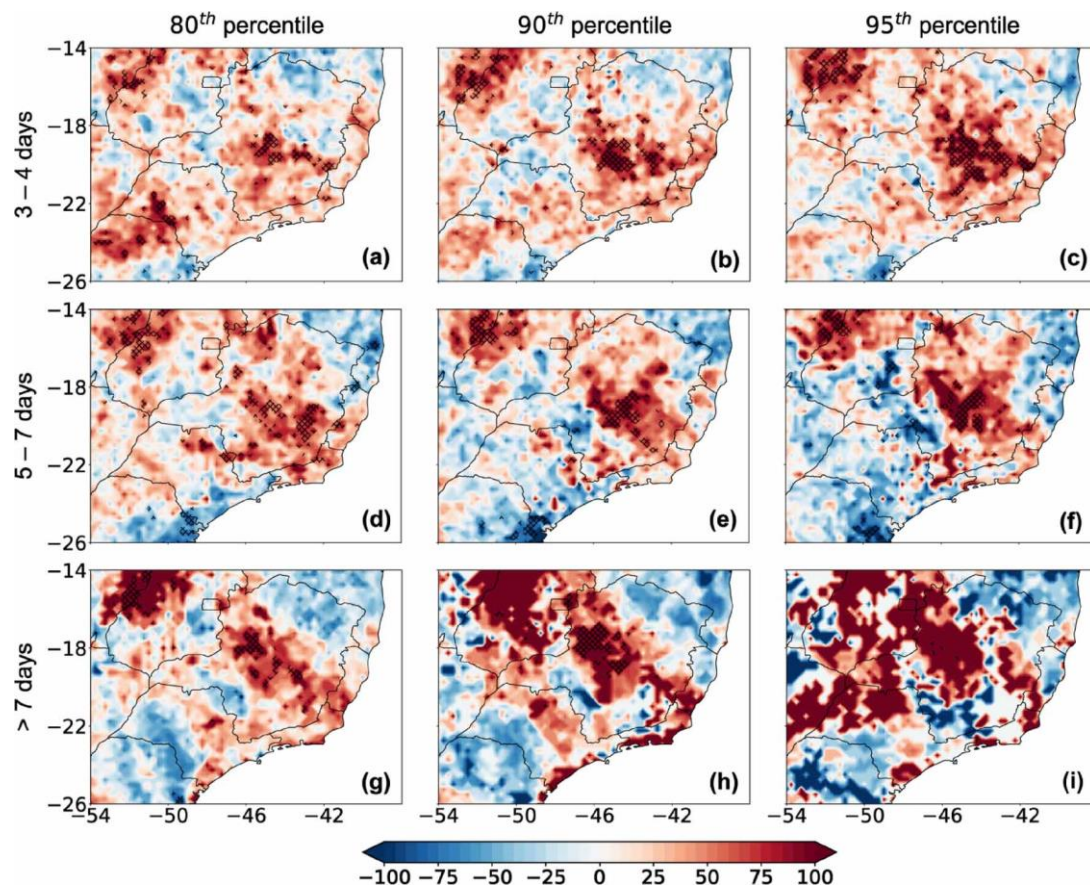 80th percentile
90th percentile
95th percentile
3 – 4 days
−14
−18
−22
−26
(a)
(b)
(c)
5 – 7 days
−14
−18
−22
−26
(d)
(e)
(f)
> 7 days
−14
−18
−22
−26
(g)
(h)
(i)
−54 −50 −46 −42
−54 −50 −46 −42
−54 −50 −46 −42
−100 −75 −50 −25 0 25 50 75 100